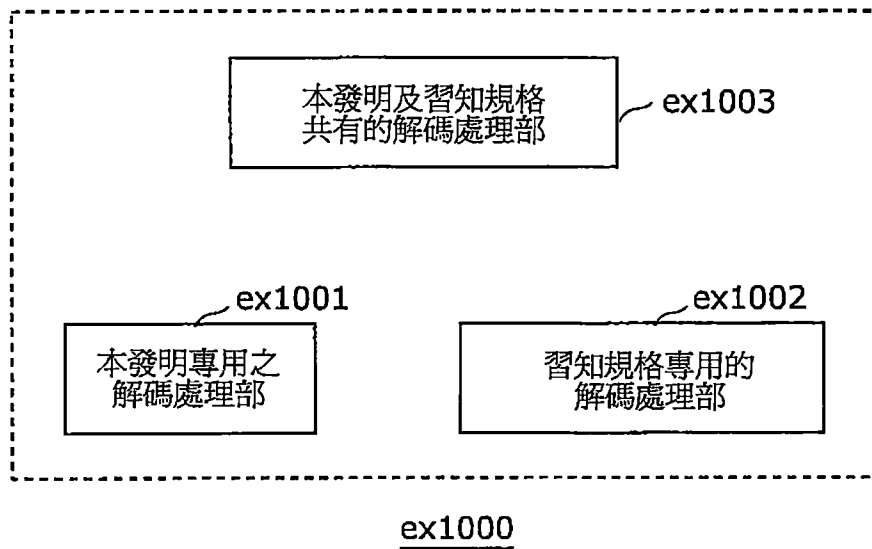 本發明及習知規格
共有的解碼處理部
ex1003
ex1001
本發明專用之
解碼處理部
ex1002
習知規格專用的
解碼處理部
ex1000